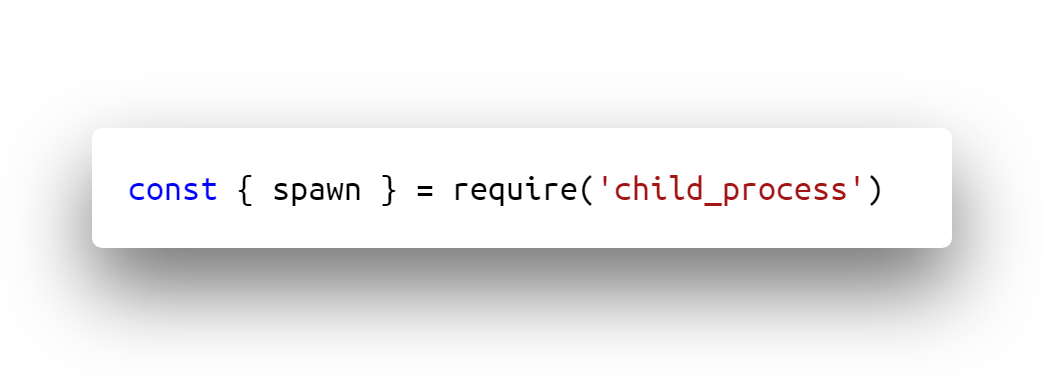 const { spawn } = require('child_process')